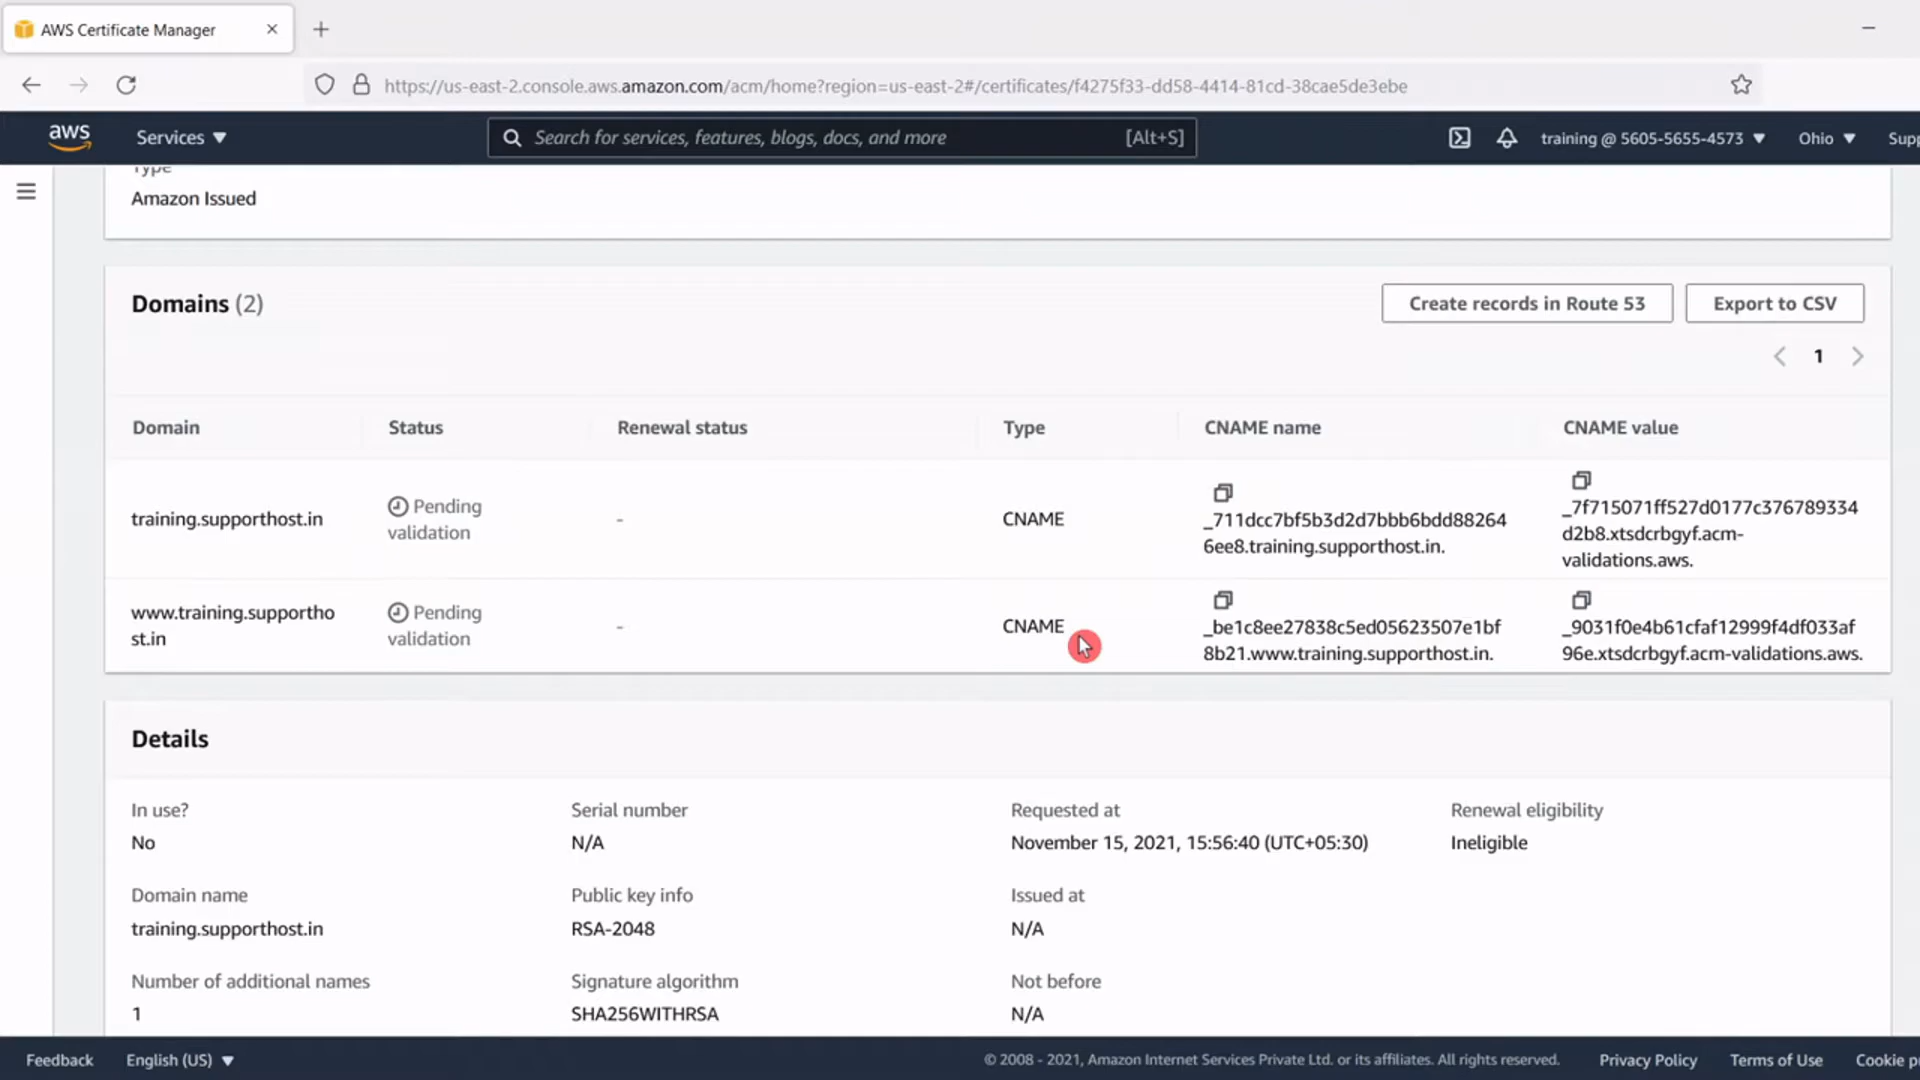 AWS Certificate Manager
https://us-east-2.console.aws.amazon.com/acm/home?region=us-east-2#/certificates/f4275f33-dd58-4414-81cd-38cae5de3ebe
aws Services Search for services, features, blogs, docs, and more [Alt+S] training @ 5605-5655-4573 Ohio Supp
Type
Amazon Issued
Domains (2) Create records in Route 53 Export to CSV
1
Domain Status Renewal status Type CNAME name CNAME value
training.supporthost.in Pending validation - CNAME
_711dcc7bf5b3d2d7bbb6bdd88264
6ee8.training.supporthost.in.
_7f715071ff527d0177c376789334
d2b8.xtsdcrbgyf.acm-
validations.aws.
www.training.supportho
st.in
Pending
validation
- CNAME
_be1c8ee27838c5ed05623507e1bf
8b21.www.training.supporthost.in.
_9031f0e4b61cfaf12999f4df033af
96e.xtsdcrbgyf.acm-validations.aws.
Details
In use? Serial number Requested at Renewal eligibility
No N/A November 15, 2021, 15:56:40 (UTC+05:30) Ineligible
Domain name Public key info Issued at
training.supporthost.in RSA-2048 N/A
Number of additional names Signature algorithm Not before
1 SHA256WITHRSA N/A
Feedback English (US) © 2008 - 2021, Amazon Internet Services Private Ltd. or its affiliates. All rights reserved. Privacy Policy Terms of Use Cookie p